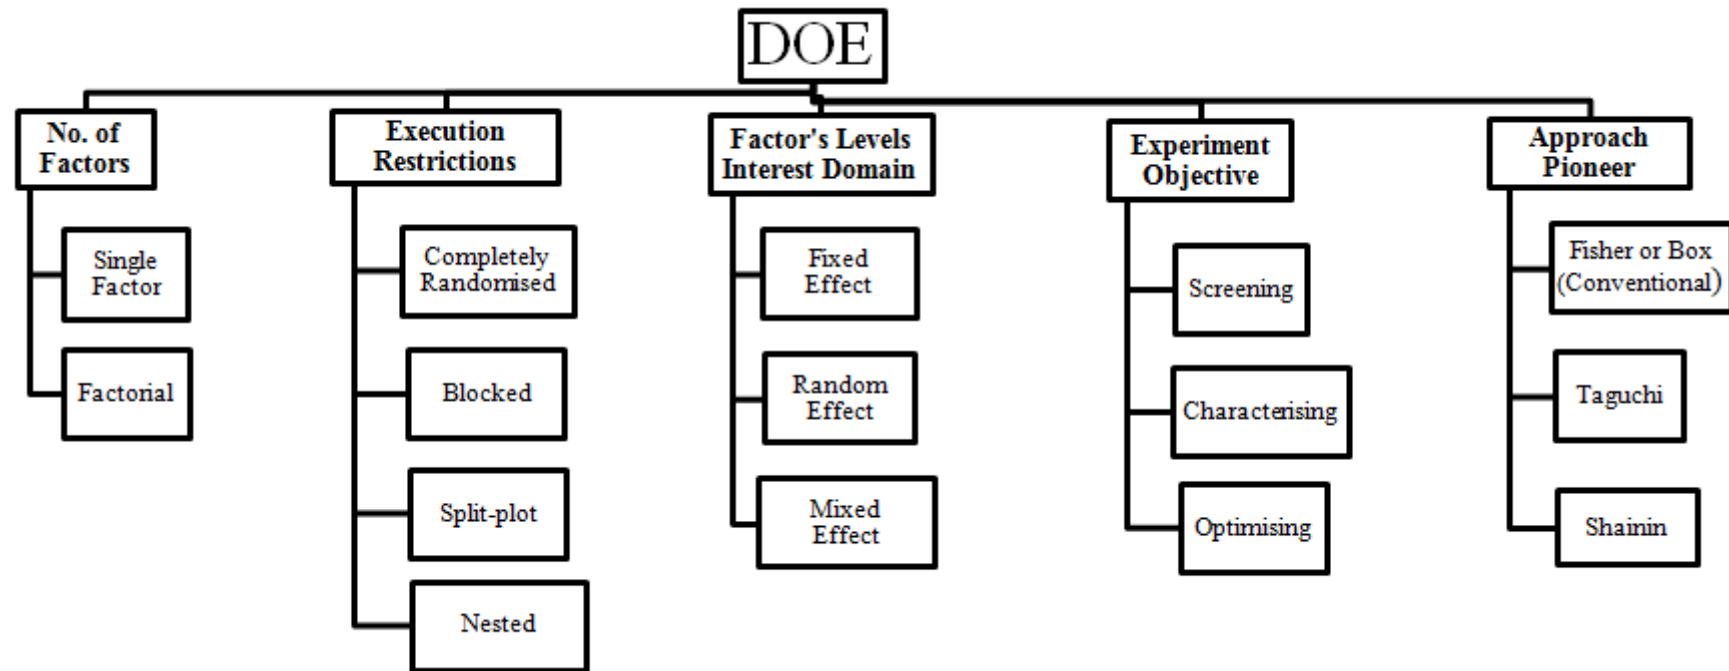 DOE
No. of
Factors
Single
Factor
Factorial
Execution
Restrictions
Completely
Randomised
Blocked
Split-plot
Nested
Factor's Levels
Interest Domain
Fixed
Effect
Random
Effect
Mixed
Effect
Experiment
Objective
Screening
Characterising
Optimising
Approach
Pioneer
Fisher or Box
(Conventional)
Taguchi
Shainin